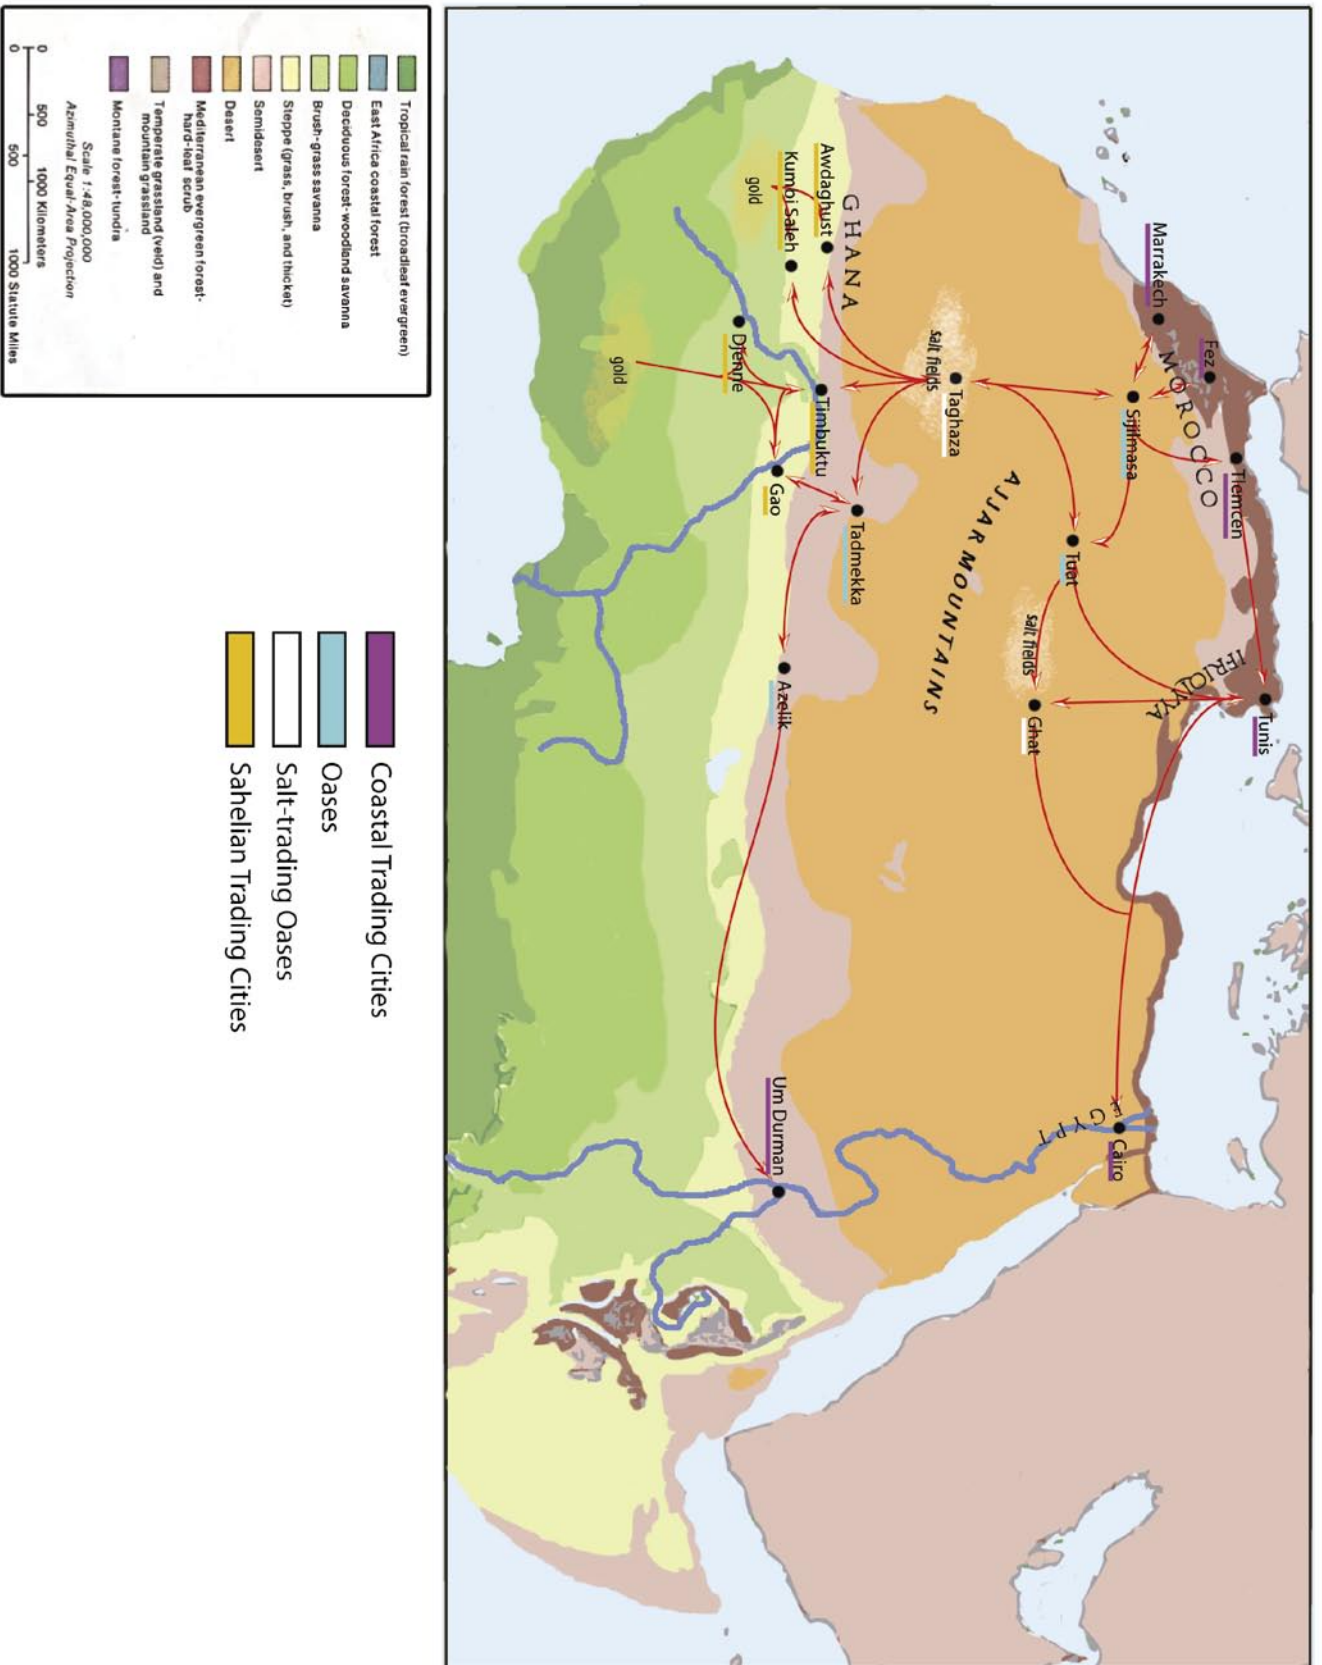 Marrakech
Fez
MOROCCO
Tlemcen
Tunis
IFRIQIYYA
Sijilmasa
Tuat
Taghaza
salt fields
salt fields
Ghat
AJJAR MOUNTAINS
EGYPT
Cairo
GHANA
Awdaghust
Kumbi Saleh
gold
Timbuktu
Djenne
gold
Gao
Tadmekka
Azelik
Um Durman
Tropical rain forest (broadleaf evergreen)
East Africa coastal forest
Deciduous forest-woodland savanna
Brush-grass savanna
Steppe (grass, brush, and thicket)
Semidesert
Desert
Mediterranean evergreen forest-
hard-leaf scrub
Temperate grassland (veld) and
mountain grassland
Montane forest-tundra
Scale 1:48,000,000
Azimuthal Equal-Area Projection
0 500 1000 Kilometers
0 500 1000 Statute Miles
Coastal Trading Cities
Oases
Salt-trading Oases
Sahelian Trading Cities